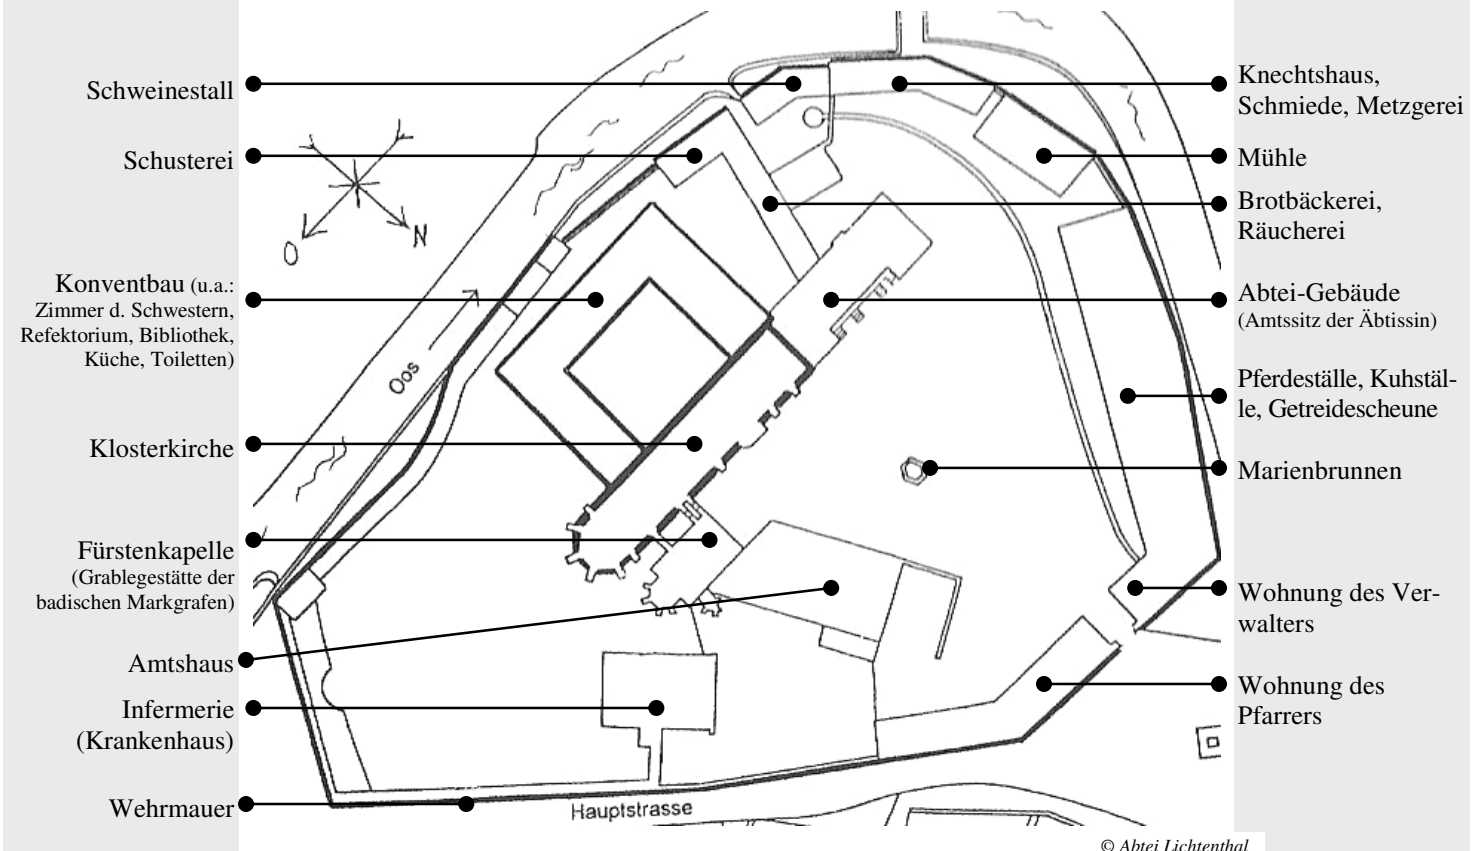 Schweinestall
Schusterei
Konventbau (u.a.:
Zimmer d. Schwestern,
Refektorium, Bibliothek,
Küche, Toiletten)
Klosterkirche
Fürstenkapelle
(Grablegestätte der
badischen Markgrafen)
Amtshaus
Infermerie
(Krankenhaus)
Wehrmauer
O
N
Oos
Hauptstrasse
Knechtshaus,
Schmiede, Metzgerei
Mühle
Brotbäckerei,
Räucherei
Abtei-Gebäude
(Amtssitz der Äbtissin)
Pferdeställe, Kuhstäl-
le, Getreidescheune
Marienbrunnen
Wohnung des Ver-
walters
Wohnung des
Pfarrers
© Abtei Lichtenthal